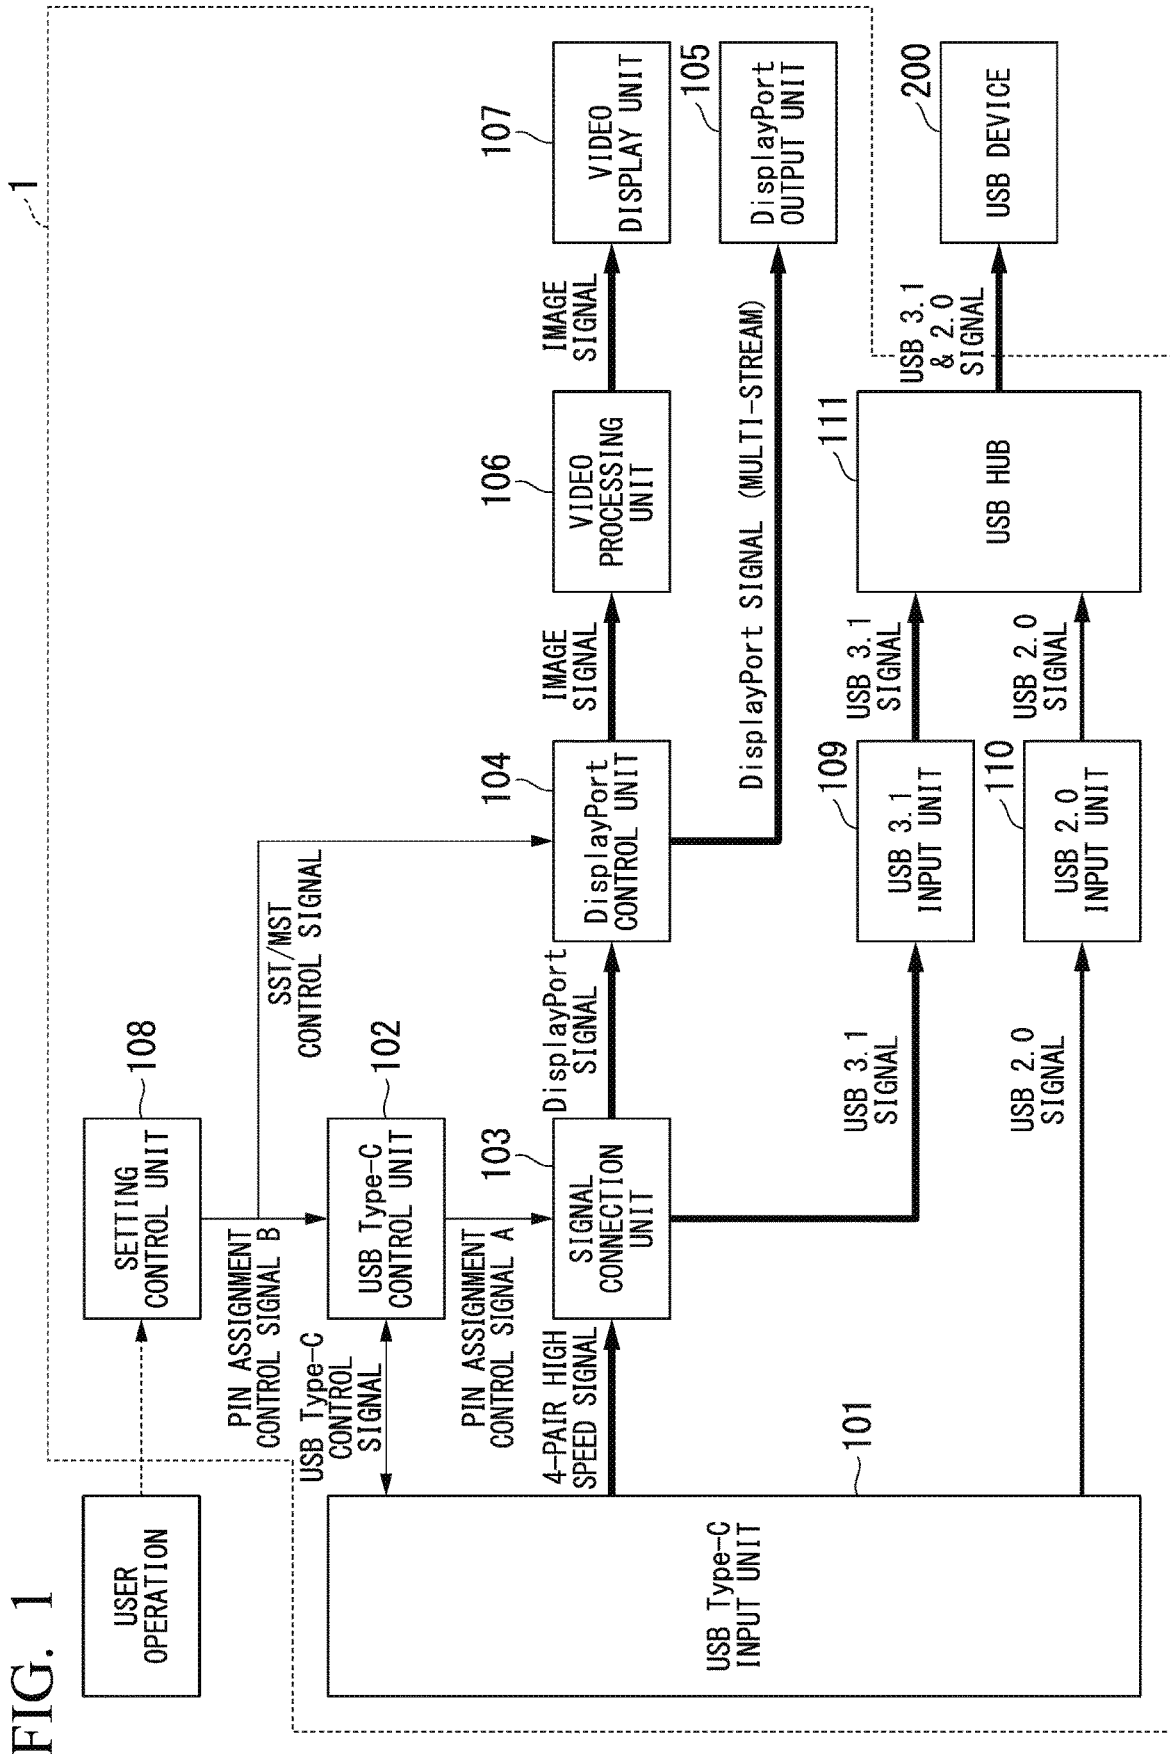 FIG. 1
1
USER
OPERATION
SETTING
CONTROL UNIT
108
PIN ASSIGNMENT
CONTROL SIGNAL B
SST/MST
CONTROL SIGNAL
USB Type-C
CONTROL
SIGNAL
USB Type-C
CONTROL UNIT
102
PIN ASSIGNMENT
CONTROL SIGNAL A
USB Type-C
INPUT UNIT
101
4-PAIR HIGH
SPEED SIGNAL
SIGNAL
CONNECTION
UNIT
103
DisplayPort
SIGNAL
DisplayPort
CONTROL UNIT
104
IMAGE
SIGNAL
VIDEO
PROCESSING
UNIT
106
IMAGE
SIGNAL
VIDEO
DISPLAY UNIT
107
DisplayPort SIGNAL (MULTI-STREAM)
DisplayPort
OUTPUT UNIT
105
USB 3.1
SIGNAL
USB 3.1
INPUT UNIT
109
USB 3.1
SIGNAL
USB 2.0
SIGNAL
USB 2.0
INPUT UNIT
110
USB 2.0
SIGNAL
USB HUB
111
USB 3.1
& 2.0
SIGNAL
USB DEVICE
200